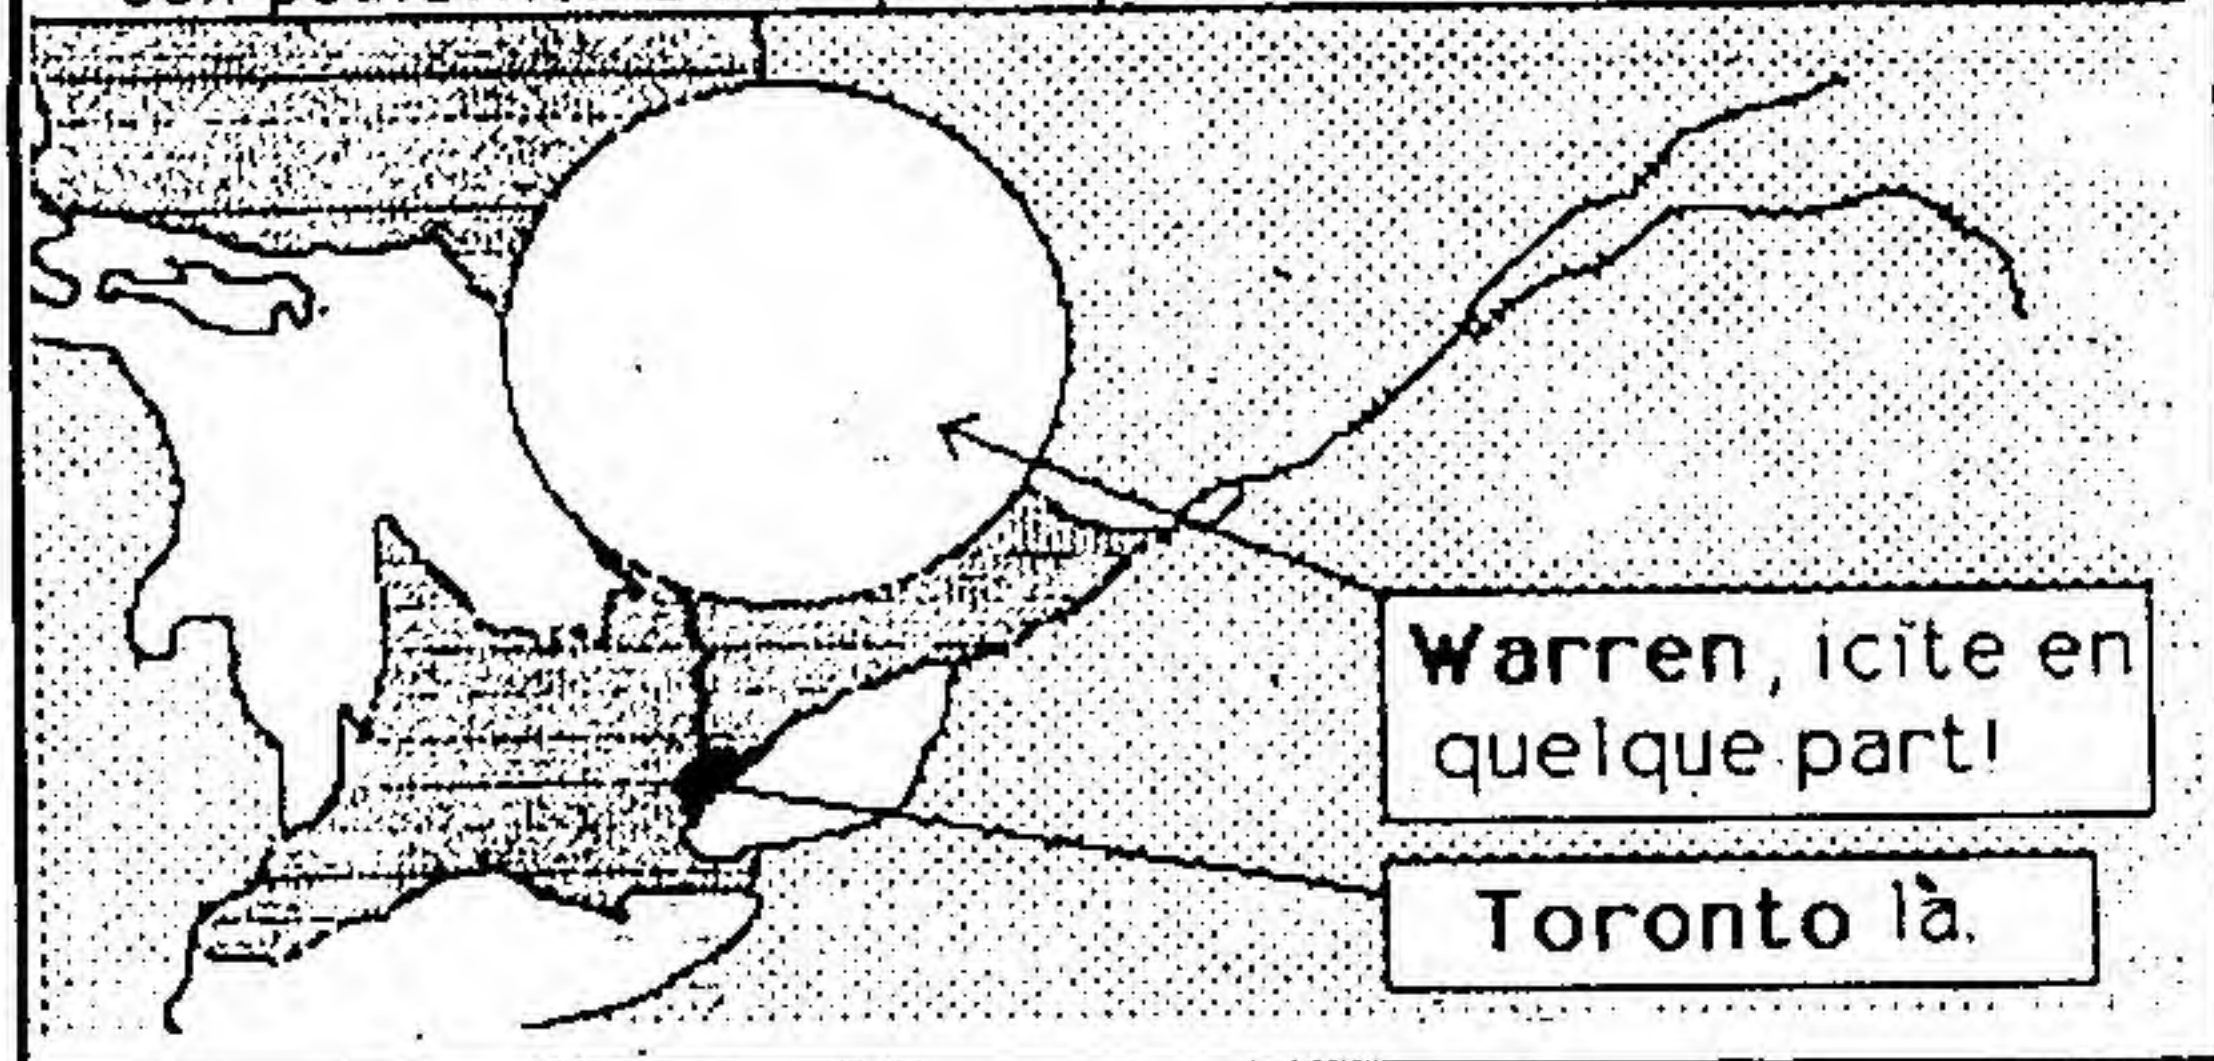 Warren, icite en
quelque part!
Toronto là.